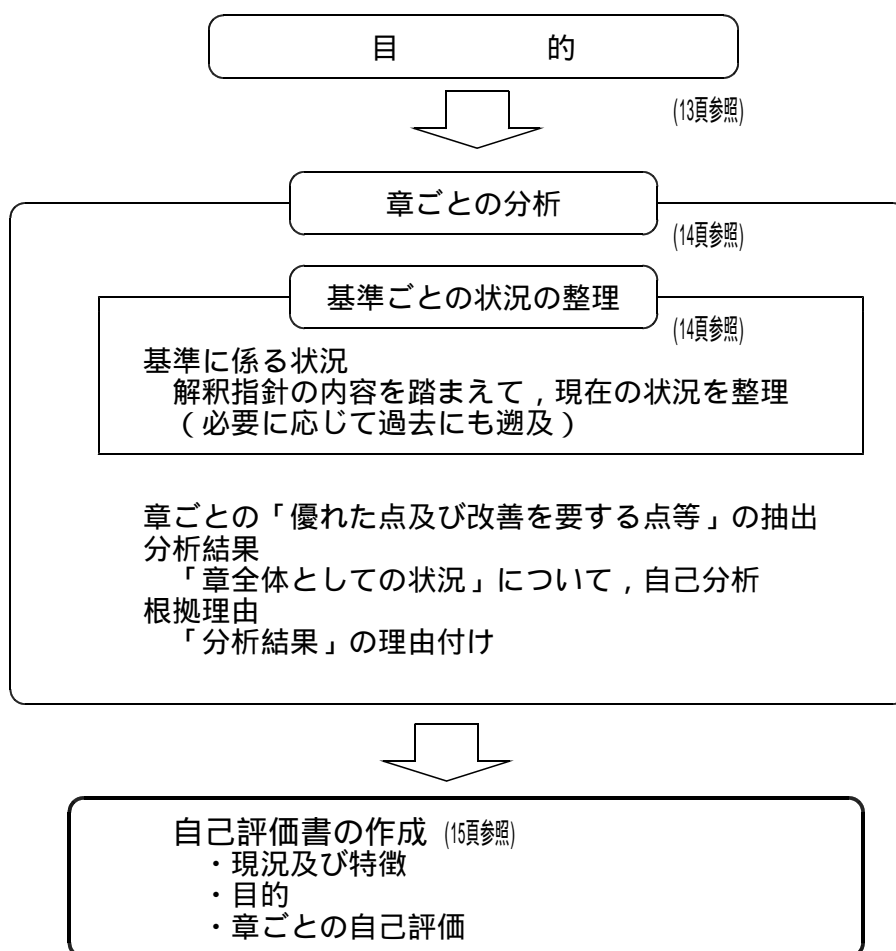 目　　　　　的
(13頁参照)
章ごとの分析
(14頁参照)
基準ごとの状況の整理
(14頁参照)
基準に係る状況
解釈指針の内容を踏まえて，現在の状況を整理
（必要に応じて過去にも遡及）
章ごとの「優れた点及び改善を要する点等」の抽出
分析結果
「章全体としての状況」について，自己分析
根拠理由
「分析結果」の理由付け
自己評価書の作成 (15頁参照)
・現況及び特徴
・目的
・章ごとの自己評価